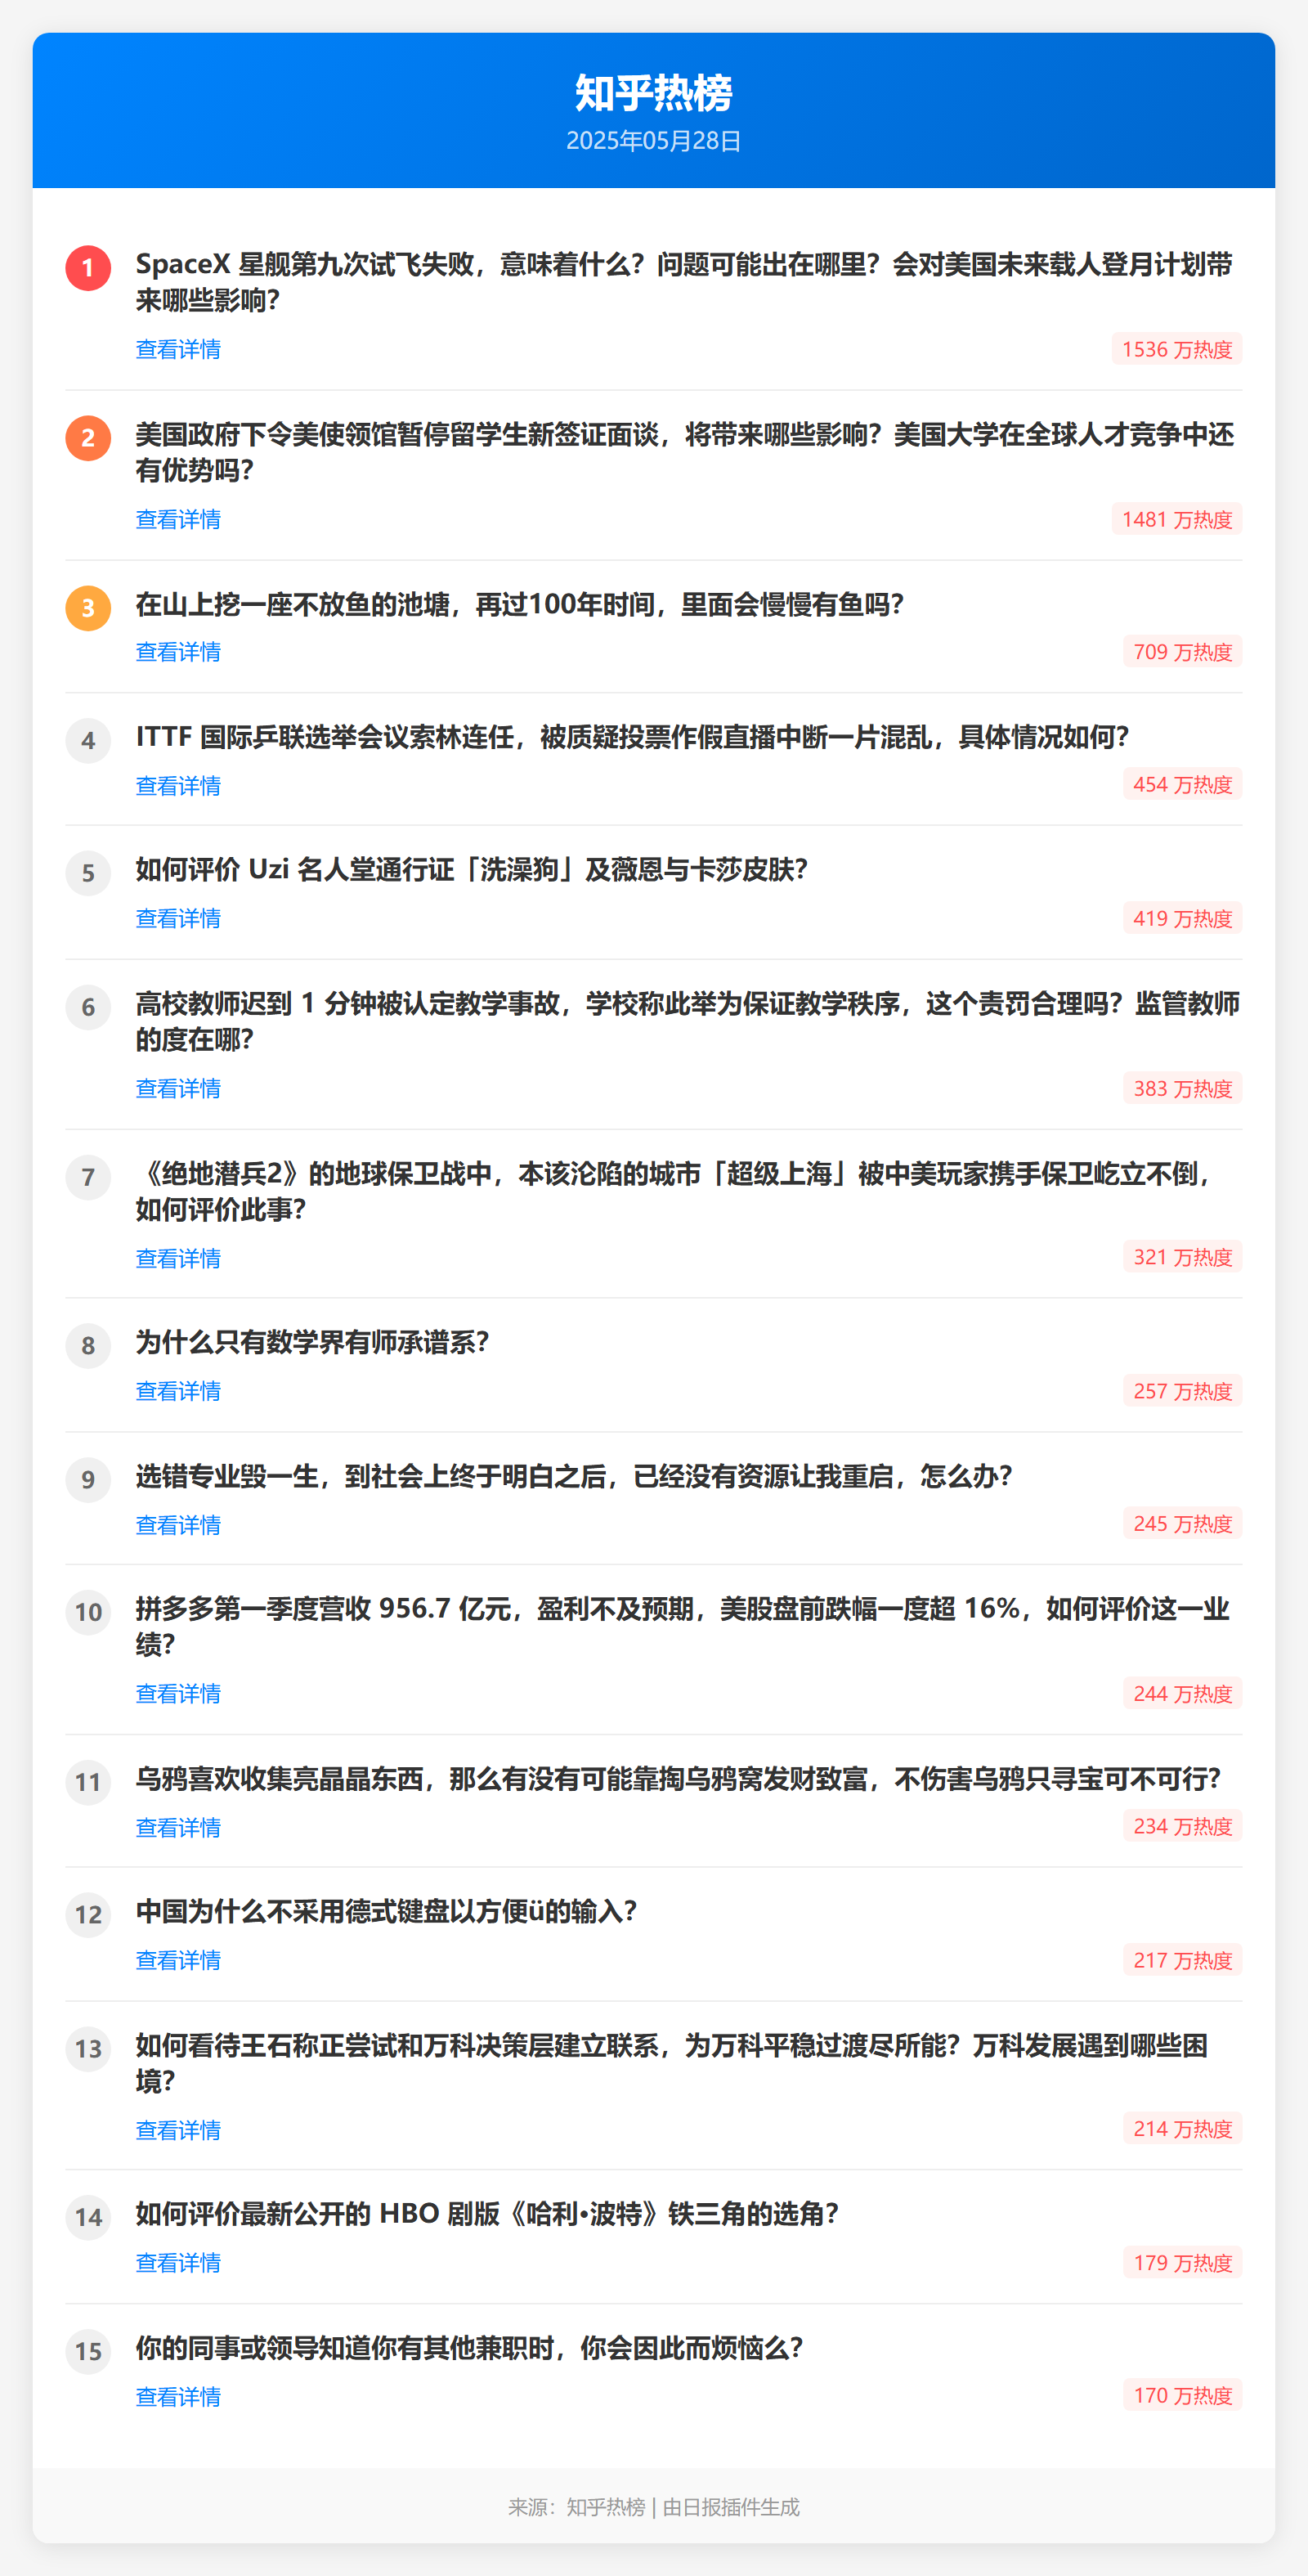 知乎热榜
2025年05月28日
1
SpaceX 星舰第九次试飞失败，意味着什么？问题可能出在哪里？会对美国未来载人登月计划带
来哪些影响？
查看详情
1536 万热度
2
美国政府下令美使领馆暂停留学生新签证面谈，将带来哪些影响？美国大学在全球人才竞争中还
有优势吗？
查看详情
1481 万热度
3
在山上挖一座不放鱼的池塘，再过100年时间，里面会慢慢有鱼吗？
查看详情
709 万热度
4
ITTF 国际乒联选举会议索林连任，被质疑投票作假直播中断一片混乱，具体情况如何？
查看详情
454 万热度
5
如何评价 Uzi 名人堂通行证「洗澡狗」及薇恩与卡莎皮肤？
查看详情
419 万热度
6
高校教师迟到 1 分钟被认定教学事故，学校称此举为保证教学秩序，这个责罚合理吗？监管教师
的度在哪？
查看详情
383 万热度
7
《绝地潜兵2》的地球保卫战中，本该沦陷的城市「超级上海」被中美玩家携手保卫屹立不倒，
如何评价此事？
查看详情
321 万热度
8
为什么只有数学界有师承谱系？
查看详情
257 万热度
9
选错专业毁一生，到社会上终于明白之后，已经没有资源让我重启，怎么办？
查看详情
245 万热度
10
拼多多第一季度营收 956.7 亿元，盈利不及预期，美股盘前跌幅一度超 16%，如何评价这一业
绩？
查看详情
244 万热度
11
乌鸦喜欢收集亮晶晶东西，那么有没有可能靠掏乌鸦窝发财致富，不伤害乌鸦只寻宝可不可行?
查看详情
234 万热度
12
中国为什么不采用德式键盘以方便ü的输入？
查看详情
217 万热度
13
如何看待王石称正尝试和万科决策层建立联系，为万科平稳过渡尽所能？万科发展遇到哪些困
境？
查看详情
214 万热度
14
如何评价最新公开的 HBO 剧版《哈利•波特》铁三角的选角？
查看详情
179 万热度
15
你的同事或领导知道你有其他兼职时，你会因此而烦恼么？
查看详情
170 万热度
来源：知乎热榜 | 由日报插件生成